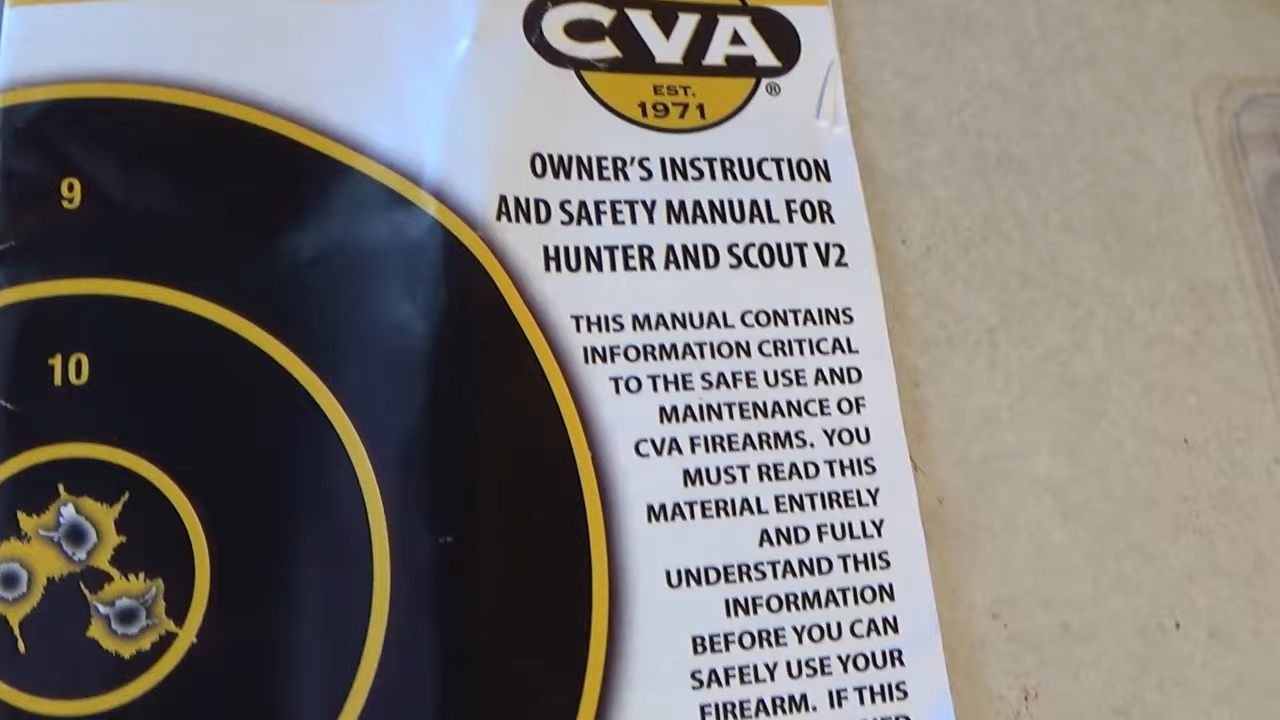 CVA
EST.
1971
®
OWNER'S INSTRUCTION
AND SAFETY MANUAL FOR
HUNTER AND SCOUT V2
THIS MANUAL CONTAINS
INFORMATION CRITICAL
TO THE SAFE USE AND
MAINTENANCE OF
CVA FIREARMS. YOU
MUST READ THIS
MATERIAL ENTIRELY
AND FULLY
UNDERSTAND THIS
INFORMATION
BEFORE YOU CAN
SAFELY USE YOUR
FIREARM. IF THIS
9
10